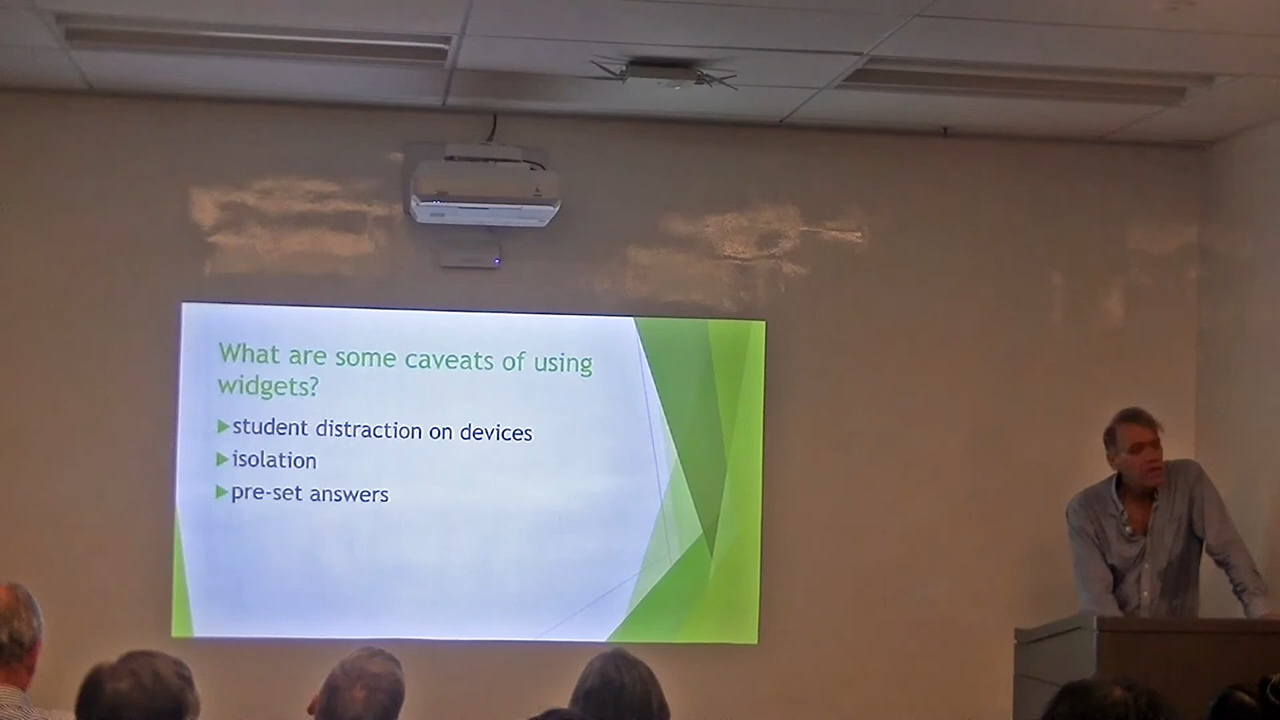 What are some caveats of using
widgets?
student distraction on devices
isolation
pre-set answers